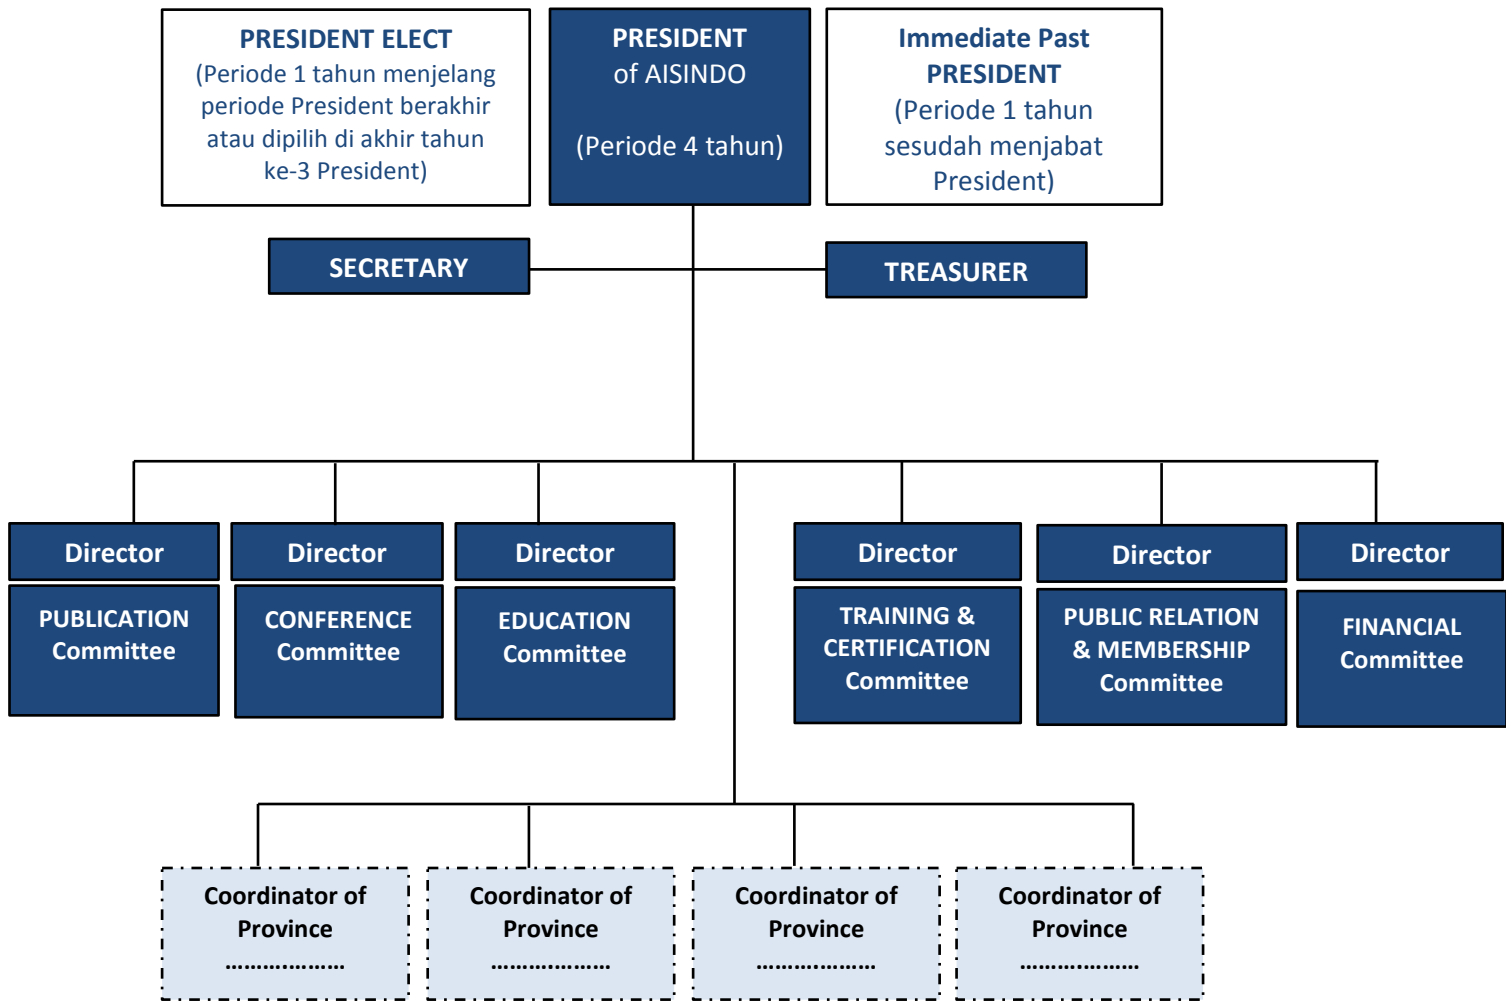 PRESIDENT ELECT
(Periode 1 tahun menjelang
periode President berakhir
atau dipilih di akhir tahun
ke-3 President)
PRESIDENT
of AISINDO
(Periode 4 tahun)
Immediate Past
PRESIDENT
(Periode 1 tahun
sesudah menjabat
President)
SECRETARY
TREASURER
Director
PUBLICATION
Committee
Director
CONFERENCE
Committee
Director
EDUCATION
Committee
Director
TRAINING &
CERTIFICATION
Committee
Director
PUBLIC RELATION
& MEMBERSHIP
Committee
Director
FINANCIAL
Committee
Coordinator of
Province
……….………
Coordinator of
Province
……….………
Coordinator of
Province
……….………
Coordinator of
Province
……….………